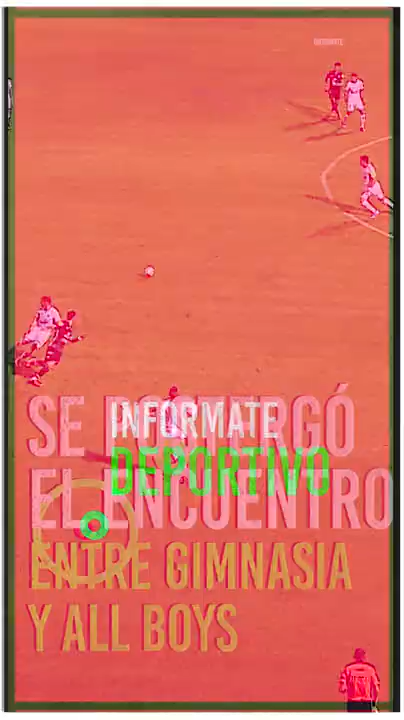 INFORMATE
SE POSTERGÓ
INFORMATE
DEPORTIVO
EL ENCUENTRO
ENTRE GIMNASIA
Y ALL BOYS